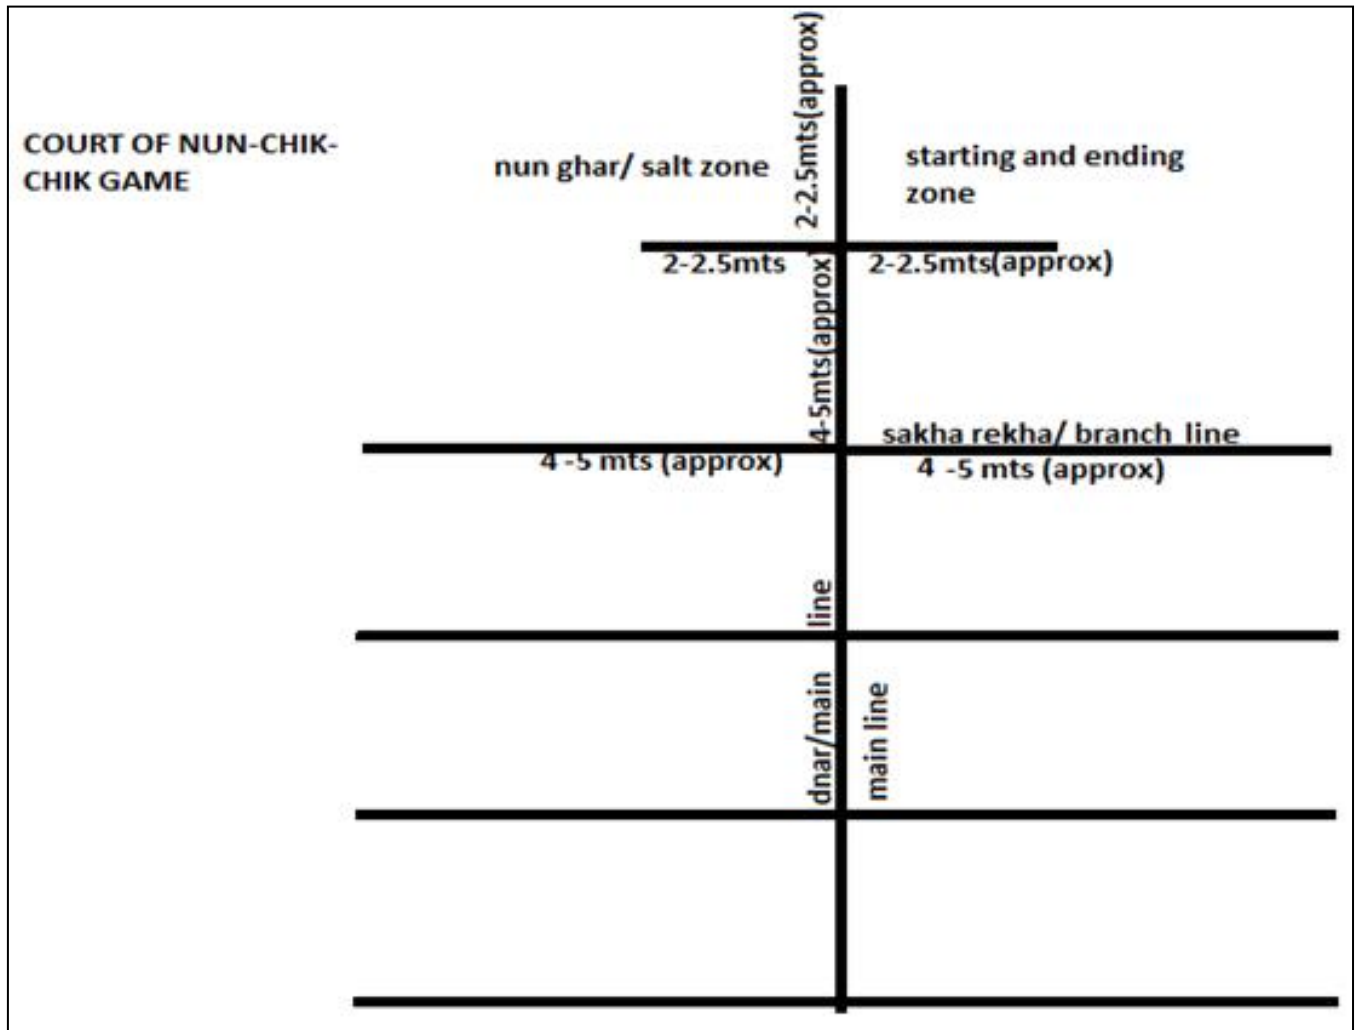 COURT OF NUN-CHIK-
CHIK GAME
nun ghar/ salt zone
2-2.5mts(approx)
starting and ending
zone
2-2.5mts
2-2.5mts(approx)
4-5mts(approx)
sakha rekha/ branch line
4 -5 mts (approx)
4 -5 mts (approx)
dnar/main line
main line